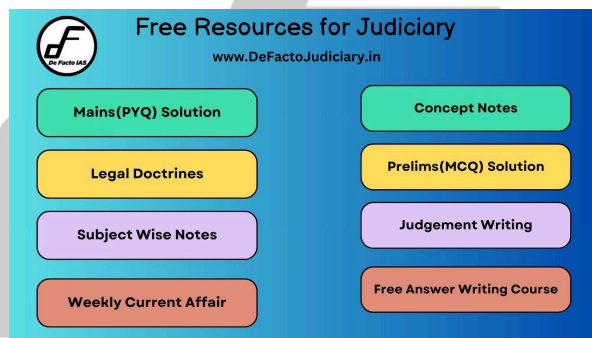 Free Resources for Judiciary
www.DeFactoJudiciary.in
De Facto IAS
Mains(PYQ) Solution
Legal Doctrines
Subject Wise Notes
Weekly Current Affair
Concept Notes
Prelims(MCQ) Solution
Judgement Writing
Free Answer Writing Course